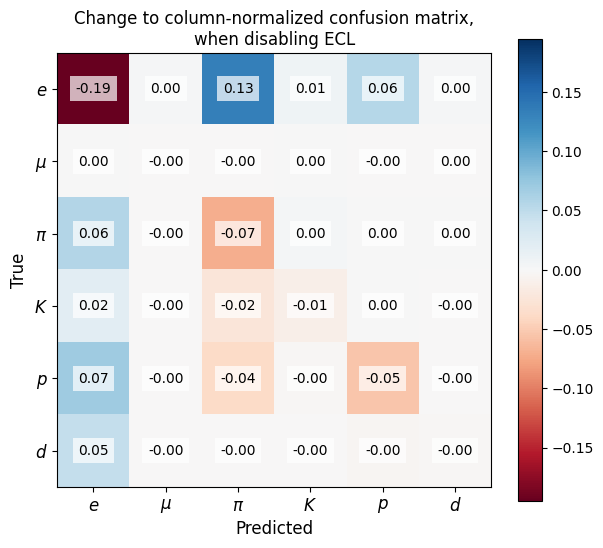 Change to column-normalized confusion matrix,
when disabling ECL
e -0.19 0.00 0.13 0.01 0.06 0.00
μ 0.00 -0.00 -0.00 0.00 -0.00 0.00
π 0.06 -0.00 -0.07 0.00 0.00 0.00
K 0.02 -0.00 -0.02 -0.01 0.00 -0.00
p 0.07 -0.00 -0.04 -0.00 -0.05 -0.00
d 0.05 -0.00 -0.00 -0.00 -0.00 -0.00
e μ π K p d
Predicted
True
0.15
0.10
0.05
0.00
−0.05
−0.10
−0.15